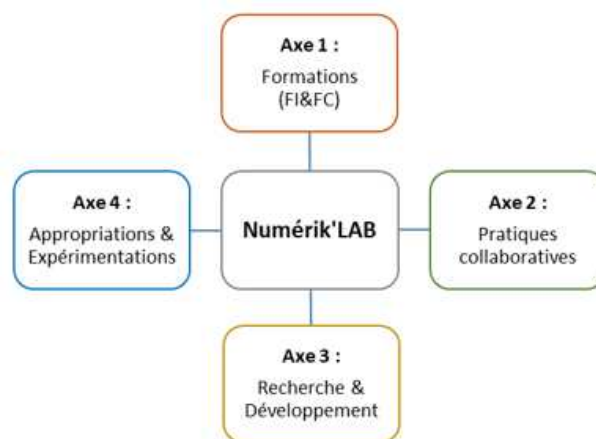 Axe 1 :
Formations
(FI&FC)
Axe 4 :
Appropriations &
Expérimentations
Numérik'LAB
Axe 2 :
Pratiques
collaboratives
Axe 3 :
Recherche &
Développement